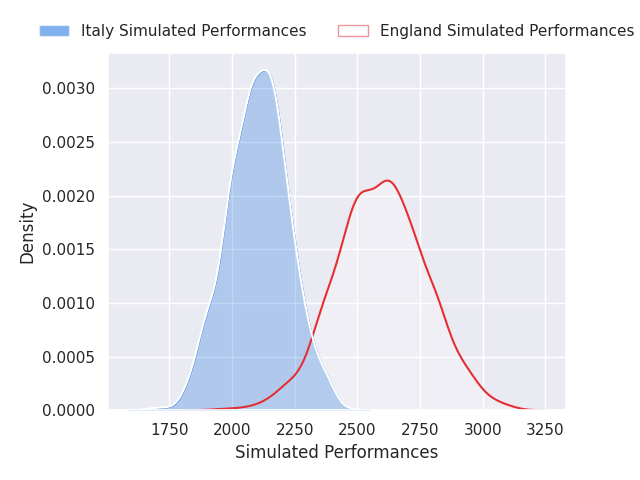 Italy Simulated Performances England Simulated Performances
0.0030
0.0025
0.0020
0.0015
0.0010
0.0005
0.0000
Density
1750 2000 2250 2500 2750 3000 3250
Simulated Performances